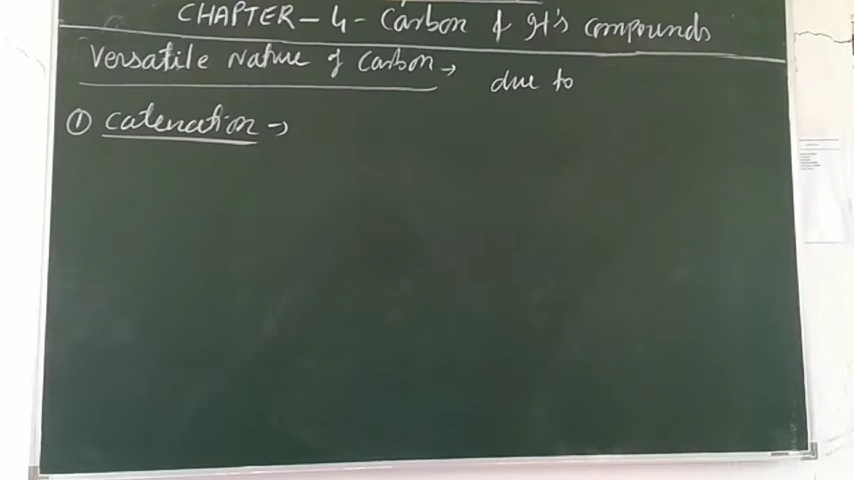 CHAPTER - 4 - Carbon & It's compounds
Versatile Nature of Carbon → due to
① Catenation →